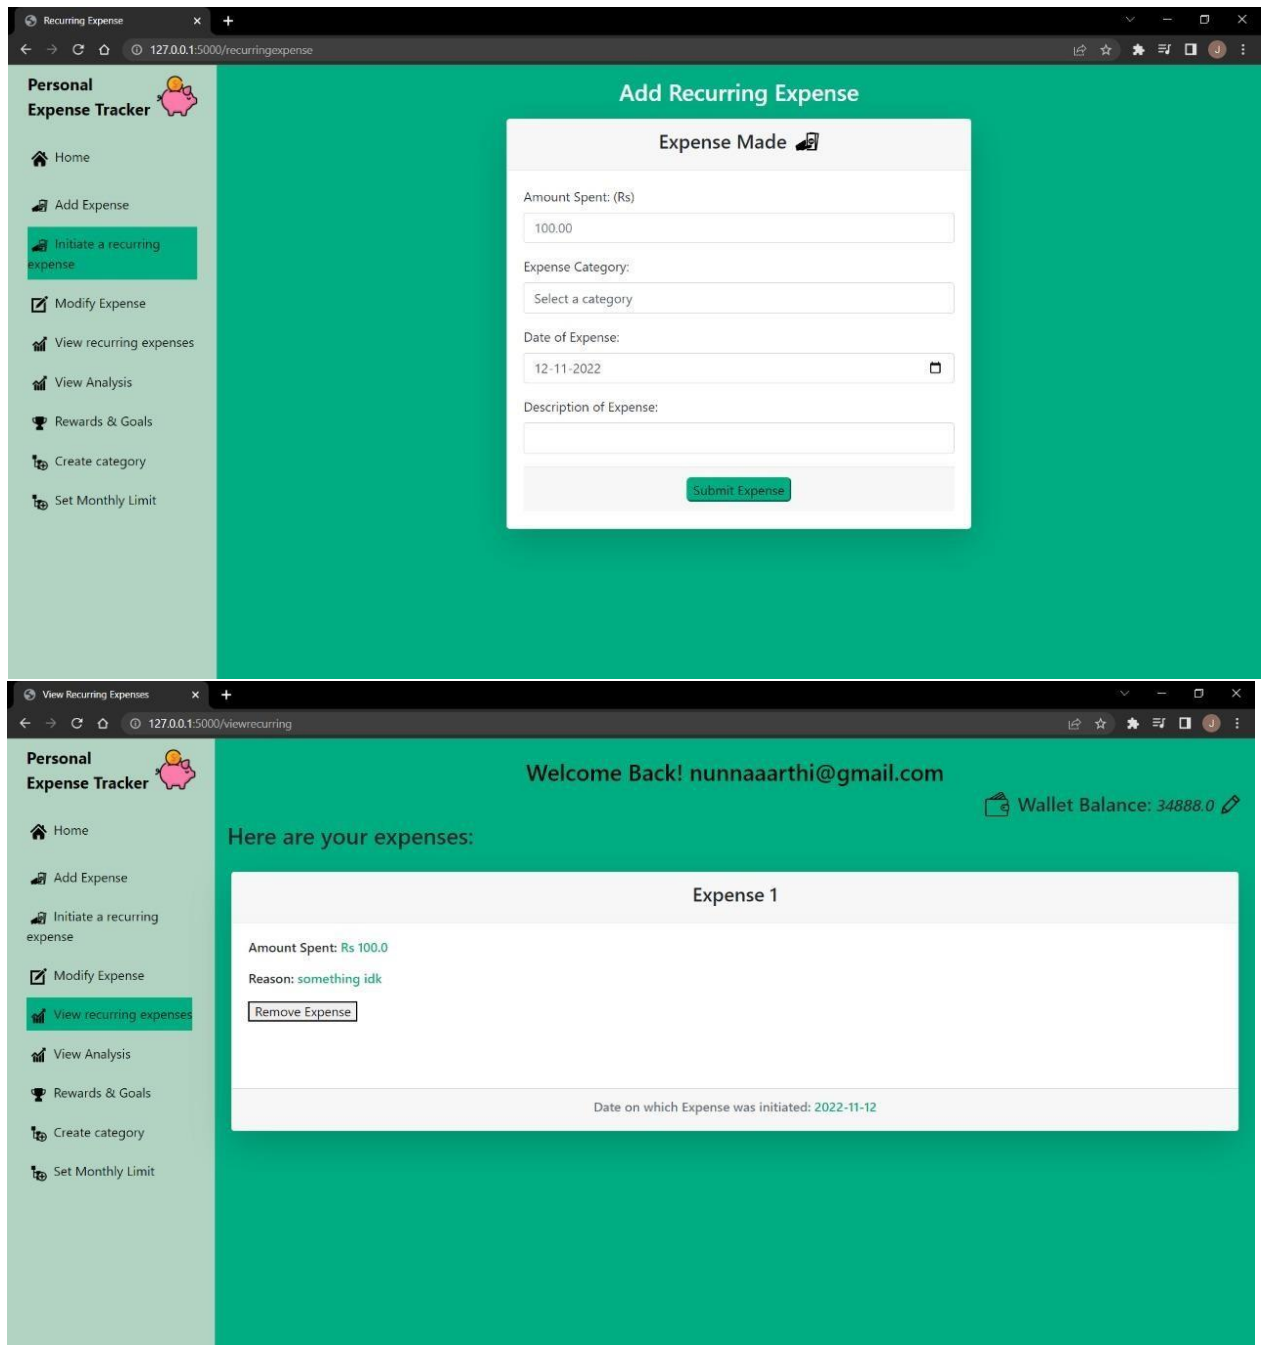 Recurring Expense
127.0.0.1:5000/recurringexpense
J
Personal
Expense Tracker
Home
Add Expense
Initiate a recurring
expense
Modify Expense
View recurring expenses
View Analysis
Rewards & Goals
Create category
Set Monthly Limit
Add Recurring Expense
Expense Made
Amount Spent: (Rs)
100.00
Expense Category:
Select a category
Date of Expense:
12-11-2022
Description of Expense:
Submit Expense
View Recurring Expenses
127.0.0.1:5000/viewrecurring
J
Personal
Expense Tracker
Home
Add Expense
Initiate a recurring
expense
Modify Expense
View recurring expenses
View Analysis
Rewards & Goals
Create category
Set Monthly Limit
Welcome Back! nunnaaarthi@gmail.com
Wallet Balance: 34888.0
Here are your expenses:
Expense 1
Amount Spent: Rs 100.0
Reason: something idk
Remove Expense
Date on which Expense was initiated: 2022-11-12